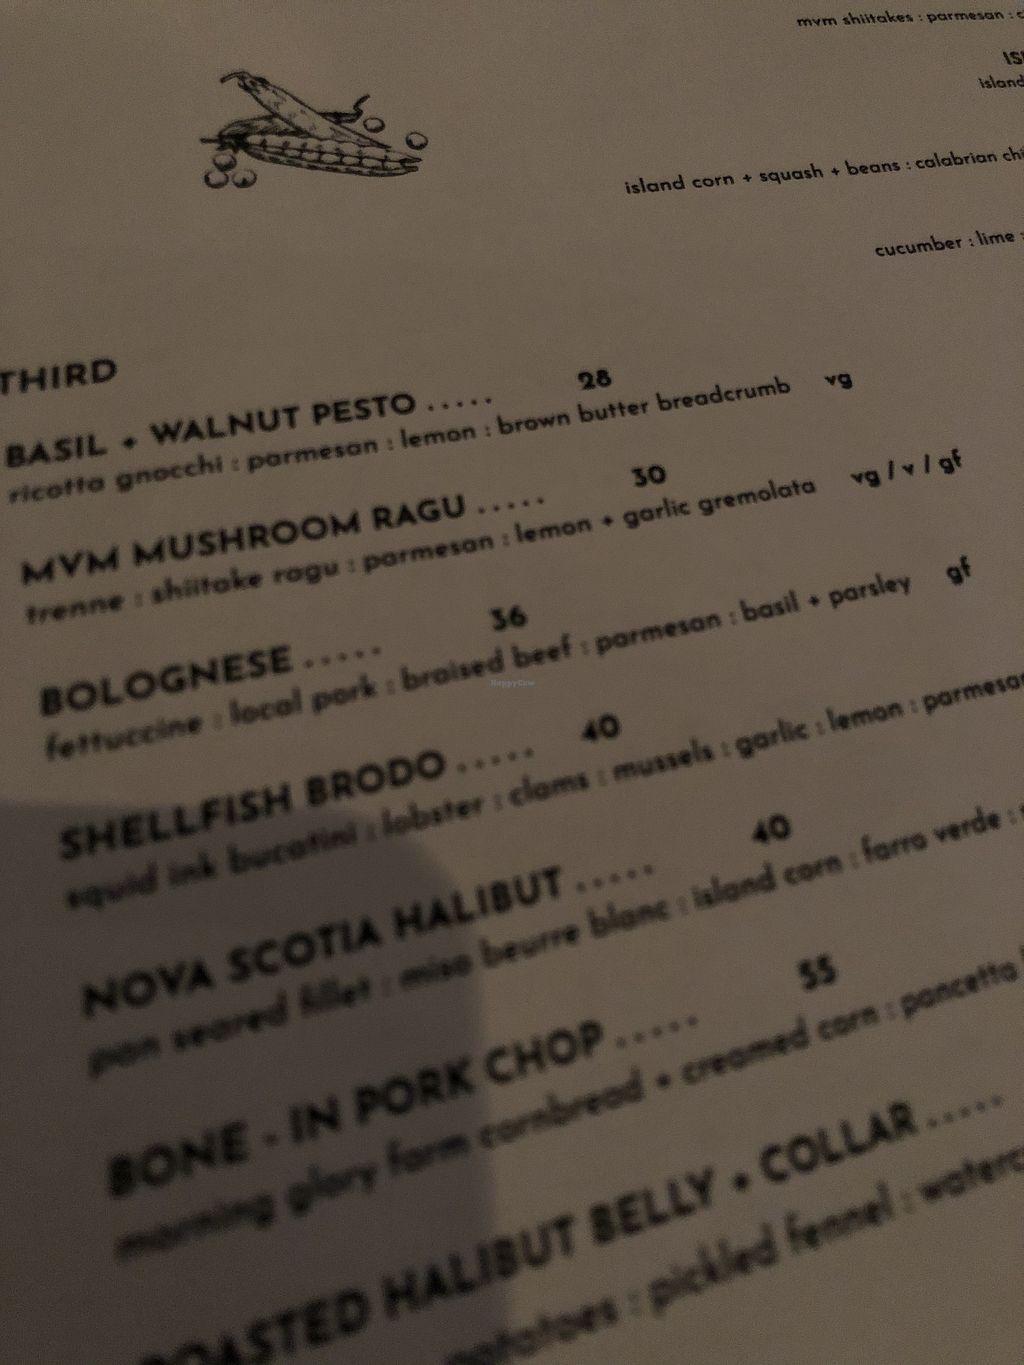 mvm shiitakes : parmesan :
island
island corn + squash + beans : calabrian
cucumber : lime :
THIRD
BASIL + WALNUT PESTO ..... 28
ricotta gnocchi : parmesan : lemon : brown butter breadcrumb vg
MVM MUSHROOM RAGU ..... 30
trenne : shiitake ragu : parmesan : lemon + garlic gremolata vg / v / gf
BOLOGNESE ..... 36
fettuccine : local pork : braised beef : parmesan : basil + parsley gf
HappyCow
SHELLFISH BRODO ..... 40
squid ink bucatini : lobster : clams : mussels : garlic : lemon : parmesan
NOVA SCOTIA HALIBUT ..... 40
pan seared fillet : miso beurre blanc : island corn : farro verde :
BONE - IN PORK CHOP ..... 55
morning glory farm cornbread + creamed corn : pancetta
ROASTED HALIBUT BELLY + COLLAR .....
potatoes : pickled fennel :